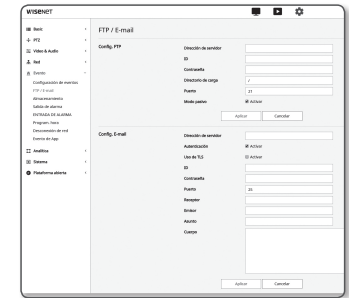 WISENET
Basic
PTZ
Video & Audio
Red
Evento
Configuración de eventos
FTP / E-mail
Almacenamiento
Salida de alarma
ENTRADA DE ALARMA
Program. hora
Desconexión de red
Evento de App
Analítica
Sistema
Plataforma abierta
FTP / E-mail
Config. FTP
Dirección de servidor
ID
Contraseña
Directorio de carga /
Puerto 21
Modo pasivo Activar
Aplicar Cancelar
Config. E-mail
Dirección de servidor
Autenticación Activar
Uso de TLS Activar
ID
Contraseña
Puerto 25
Receptor
Emisor
Asunto
Cuerpo
Aplicar Cancelar